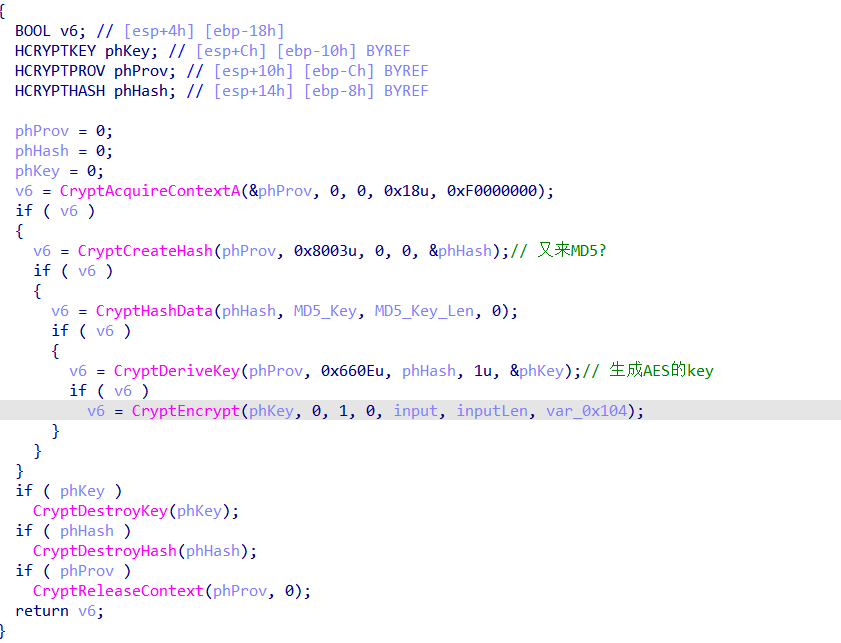 {
BOOL v6; // [esp+4h] [ebp-18h]
HCRYPTKEY phKey; // [esp+Ch] [ebp-10h] BYREF
HCRYPTPROV phProv; // [esp+10h] [ebp-Ch] BYREF
HCRYPTHASH phHash; // [esp+14h] [ebp-8h] BYREF
phProv = 0;
phHash = 0;
phKey = 0;
v6 = CryptAcquireContextA(&phProv, 0, 0, 0x18u, 0xF0000000);
if ( v6 )
{
v6 = CryptCreateHash(phProv, 0x8003u, 0, 0, &phHash);// 又来MD5?
if ( v6 )
{
v6 = CryptHashData(phHash, MD5_Key, MD5_Key_Len, 0);
if ( v6 )
{
v6 = CryptDeriveKey(phProv, 0x660Eu, phHash, 1u, &phKey);// 生成AES的key
if ( v6 )
v6 = CryptEncrypt(phKey, 0, 1, 0, input, inputLen, var_0x104);
}
}
}
if ( phKey )
CryptDestroyKey(phKey);
if ( phHash )
CryptDestroyHash(phHash);
if ( phProv )
CryptReleaseContext(phProv, 0);
return v6;
}